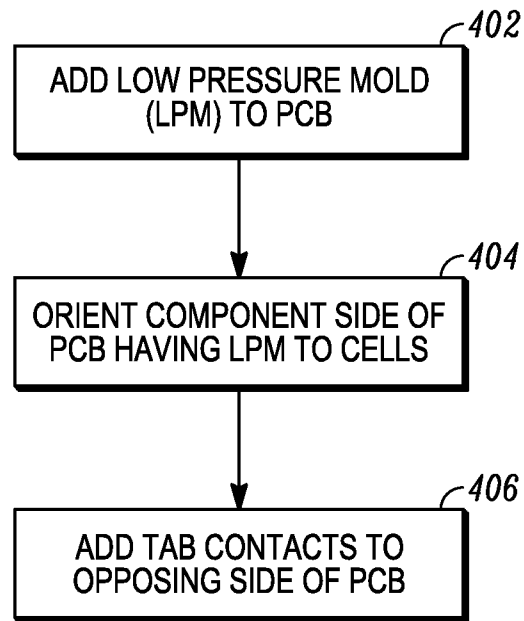 402
ADD LOW PRESSURE MOLD
(LPM) TO PCB
404
ORIENT COMPONENT SIDE OF
PCB HAVING LPM TO CELLS
406
ADD TAB CONTACTS TO
OPPOSING SIDE OF PCB